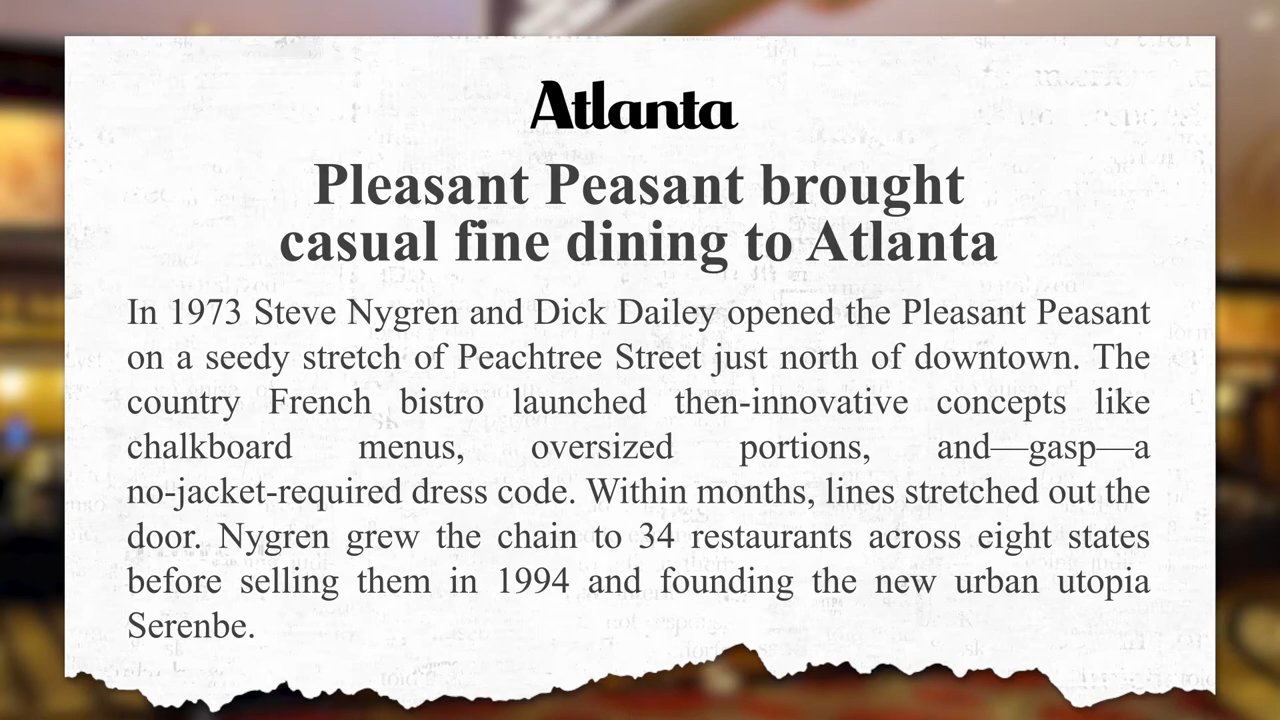 Atlanta
Pleasant Peasant brought
casual fine dining to Atlanta
In 1973 Steve Nygren and Dick Dailey opened the Pleasant Peasant
on a seedy stretch of Peachtree Street just north of downtown. The
country French bistro launched then-innovative concepts like
chalkboard menus, oversized portions, and—gasp—a
no-jacket-required dress code. Within months, lines stretched out the
door. Nygren grew the chain to 34 restaurants across eight states
before selling them in 1994 and founding the new urban utopia
Serenbe.